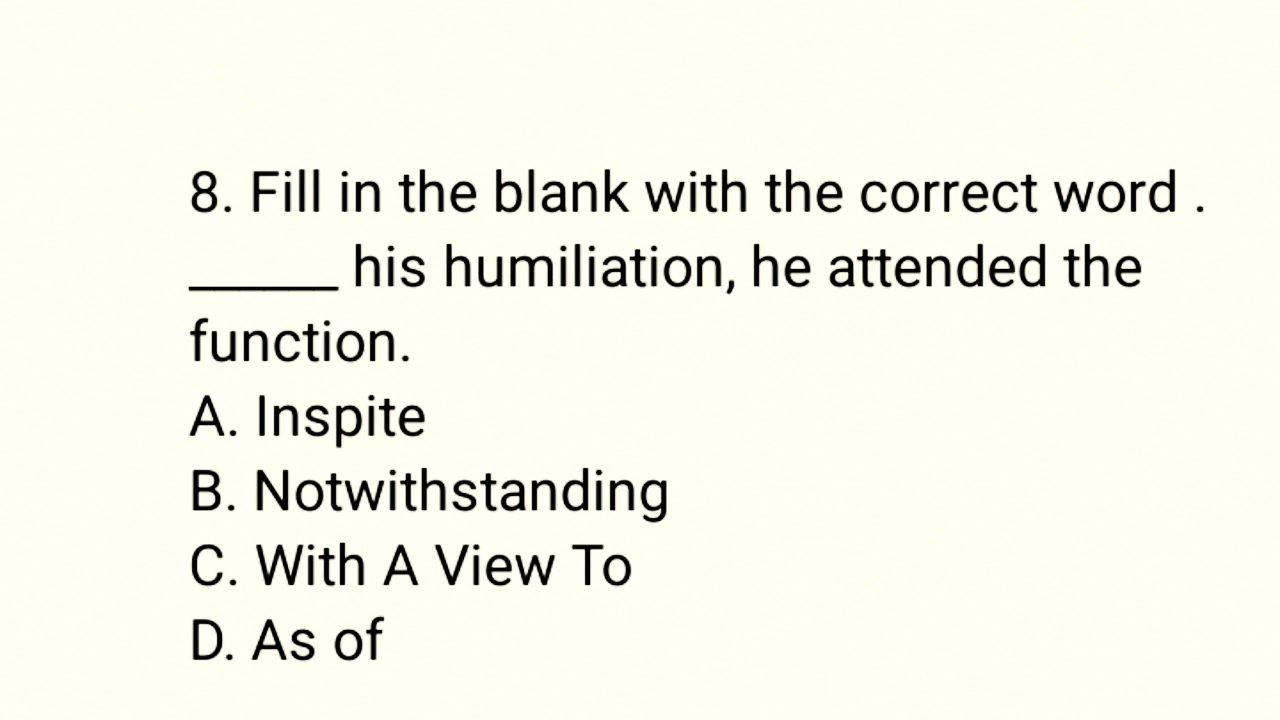 8. Fill in the blank with the correct word .
______ his humiliation, he attended the
function.
A. Inspite
B. Notwithstanding
C. With A View To
D. As of